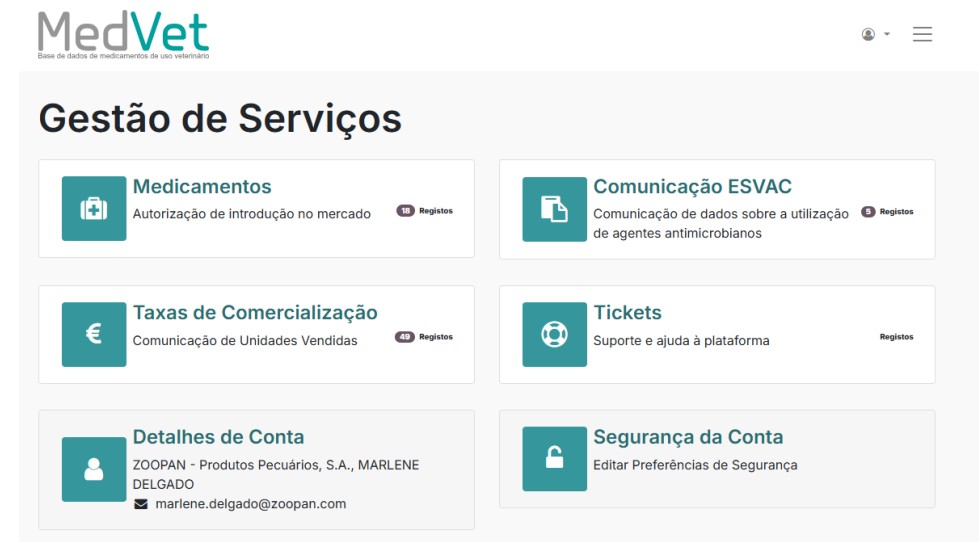 MedVet
Base de dados de medicamentos de uso veterinário
Gestão de Serviços
Medicamentos
Autorização de introdução no mercado
18 Registos
Comunicação ESVAC
Comunicação de dados sobre a utilização
de agentes antimicrobianos
5 Registos
Taxas de Comercialização
Comunicação de Unidades Vendidas
49 Registos
Tickets
Suporte e ajuda à plataforma
Registos
Detalhes de Conta
ZOOPAN - Produtos Pecuários, S.A., MARLENE
DELGADO
marlene.delgado@zoopan.com
Segurança da Conta
Editar Preferências de Segurança